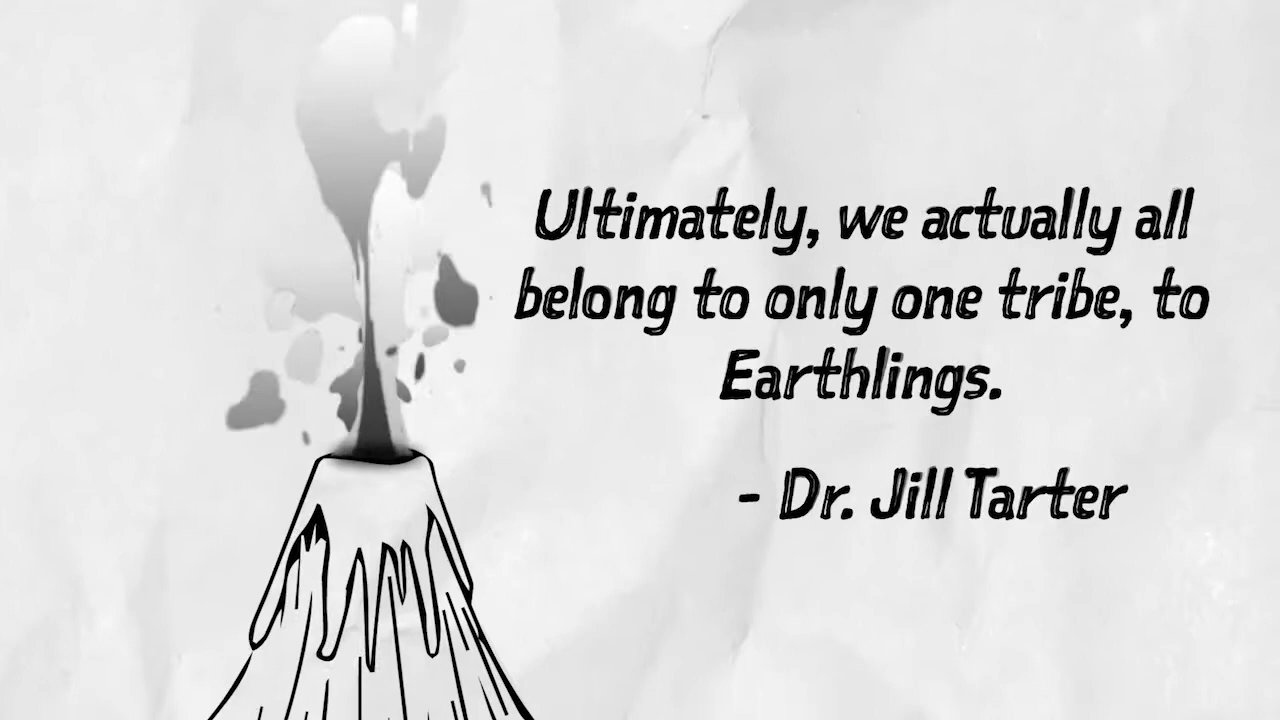 Ultimately, we actually all
belong to only one tribe, to
Earthlings.
- Dr. Jill Tarter